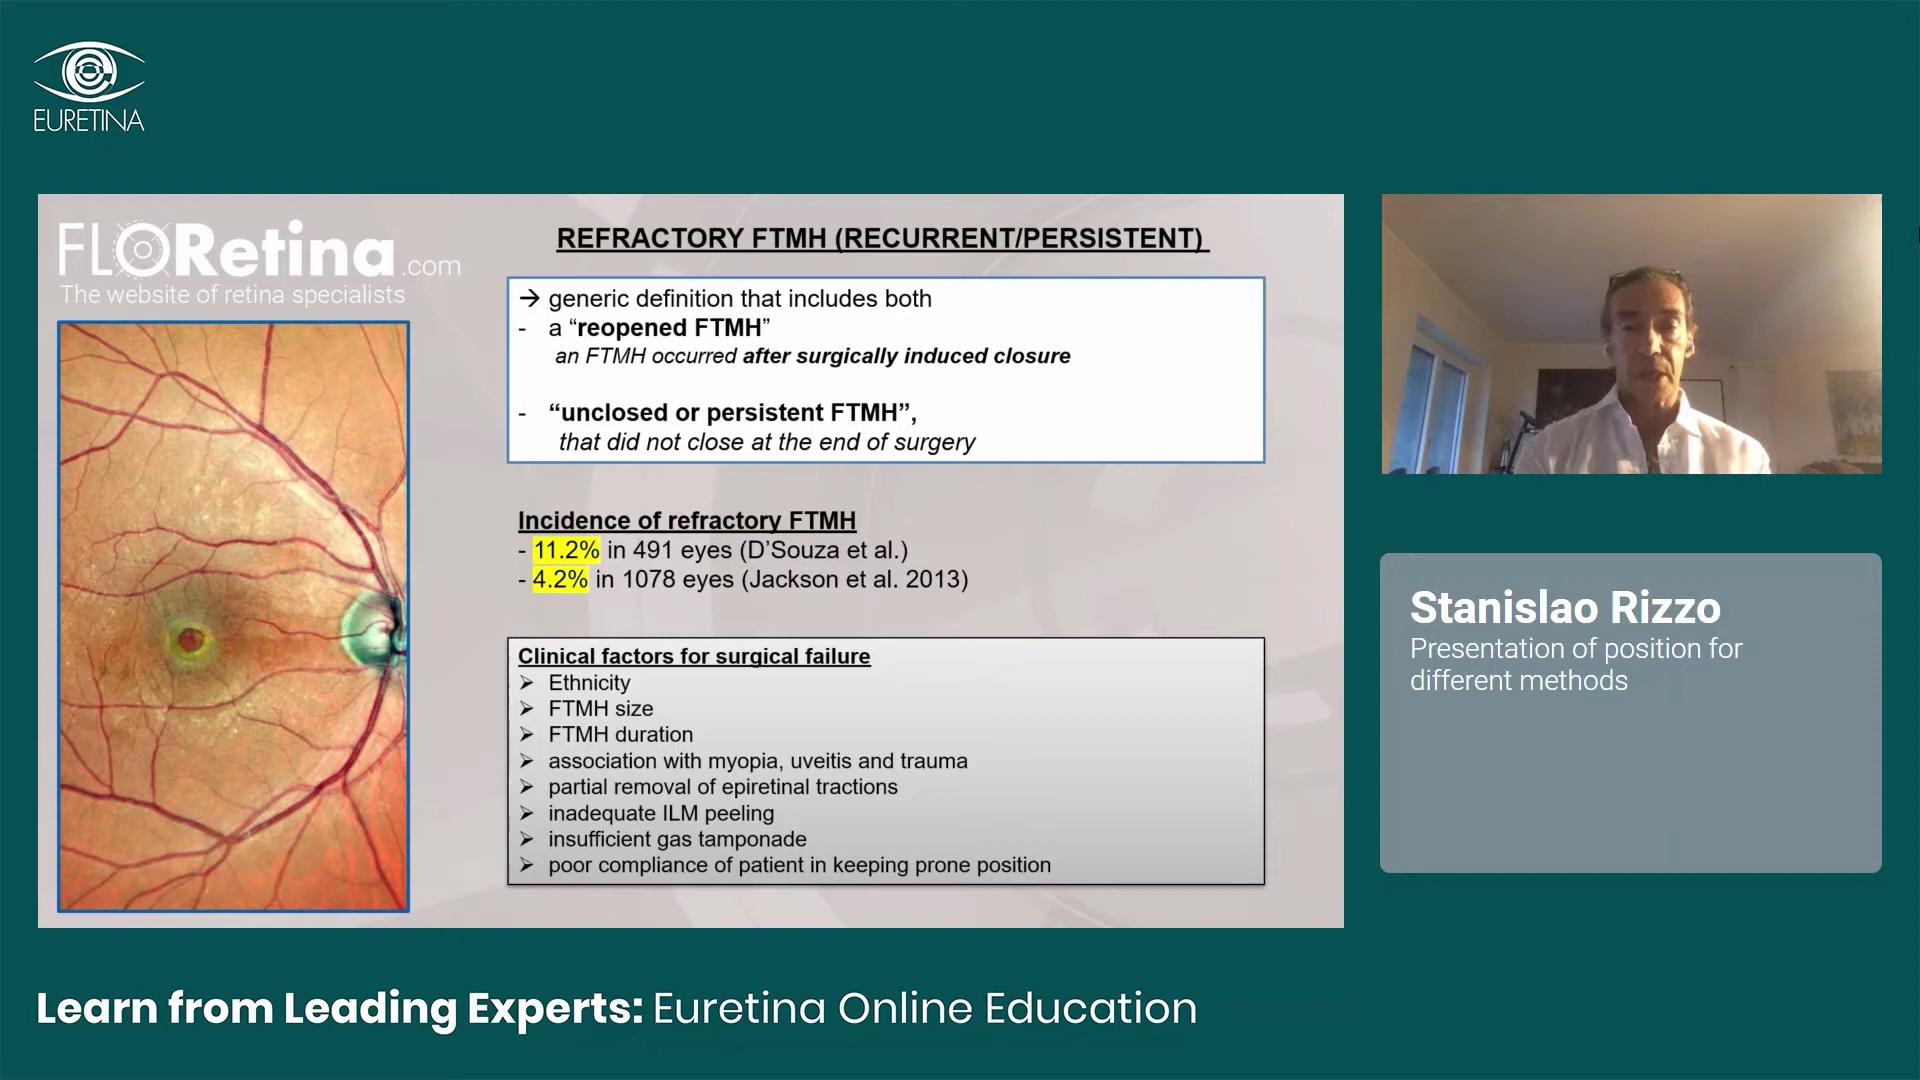 EURETINA
FLORetina.com
The website of retina specialists
REFRACTORY FTMH (RECURRENT/PERSISTENT)
→ generic definition that includes both
- a “reopened FTMH”
an FTMH occurred after surgically induced closure
- “unclosed or persistent FTMH”,
that did not close at the end of surgery
Incidence of refractory FTMH
- 11.2% in 491 eyes (D’Souza et al.)
- 4.2% in 1078 eyes (Jackson et al. 2013)
Clinical factors for surgical failure
➢ Ethnicity
➢ FTMH size
➢ FTMH duration
➢ association with myopia, uveitis and trauma
➢ partial removal of epiretinal tractions
➢ inadequate ILM peeling
➢ insufficient gas tamponade
➢ poor compliance of patient in keeping prone position
Stanislao Rizzo
Presentation of position for
different methods
Learn from Leading Experts: Euretina Online Education